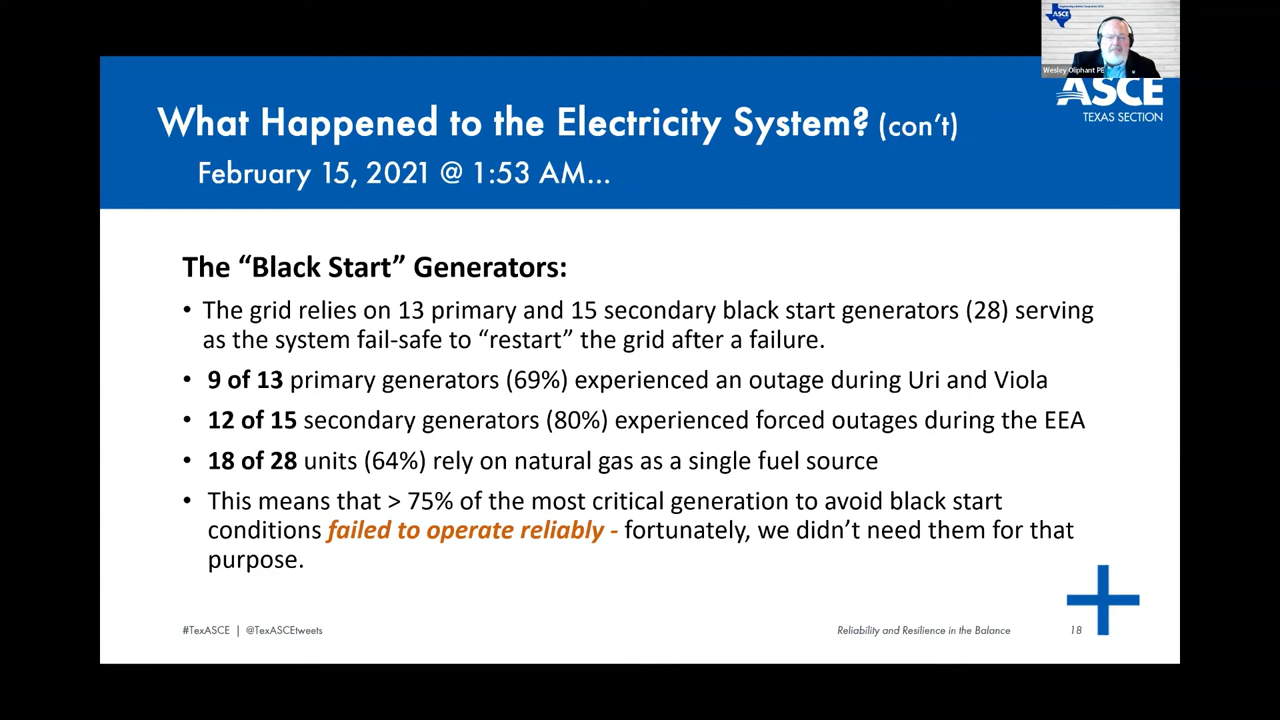 ASCE
Wesley Oliphant PE
ASCE
TEXAS SECTION
What Happened to the Electricity System? (con’t)
February 15, 2021 @ 1:53 AM...
The “Black Start” Generators:
• The grid relies on 13 primary and 15 secondary black start generators (28) serving
as the system fail-safe to “restart” the grid after a failure.
• 9 of 13 primary generators (69%) experienced an outage during Uri and Viola
• 12 of 15 secondary generators (80%) experienced forced outages during the EEA
• 18 of 28 units (64%) rely on natural gas as a single fuel source
• This means that > 75% of the most critical generation to avoid black start
conditions failed to operate reliably - fortunately, we didn’t need them for that
purpose.
#TexASCE | @TexASCEtweets
Reliability and Resilience in the Balance
18